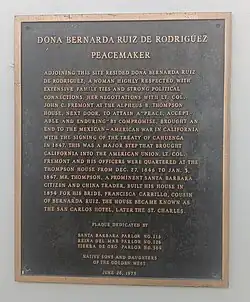 DOÑA BERNARDA RUIZ DE RODRIGUEZ
PEACEMAKER
ADJOINING THIS SITE RESIDED DOÑA BERNARDA RUIZ
DE RODRIGUEZ, A WOMAN HIGHLY RESPECTED WITH
EXTENSIVE FAMILY TIES AND STRONG POLITICAL
CONNECTIONS. HER NEGOTIATIONS WITH LT. COL.
JOHN C. FREMONT AT THE ALPHEUS B. THOMPSON
HOUSE, NEXT DOOR, TO ATTAIN A "PEACE, ACCEPT-
ABLE AND ENDURING" BY COMPROMISE, BROUGHT AN
END TO THE MEXICAN-AMERICAN WAR IN CALIFORNIA
WITH THE SIGNING OF THE TREATY OF CAHUENGA
IN 1847. THIS WAS A MAJOR STEP THAT BROUGHT
CALIFORNIA INTO THE AMERICAN UNION. LT. COL.
FREMONT AND HIS OFFICERS WERE QUARTERED AT THE
THOMPSON HOUSE FROM DEC. 27, 1846 TO JAN. 3,
1847. MR. THOMPSON, A PROMINENT SANTA BARBARA
CITIZEN AND CHINA TRADER, BUILT HIS HOUSE IN
1834 FOR HIS BRIDE, FRANCISCA CARRILLO, COUSIN
OF BERNARDA RUIZ. THE HOUSE BECAME KNOWN AS
THE SAN CARLOS HOTEL, LATER THE ST. CHARLES.
PLAQUE DEDICATED BY
SANTA BARBARA PARLOR NO. 116
REINA DEL MAR PARLOR NO. 126
TIERRA DE ORO PARLOR NO. 304
NATIVE SONS AND DAUGHTERS
OF THE GOLDEN WEST
JUNE